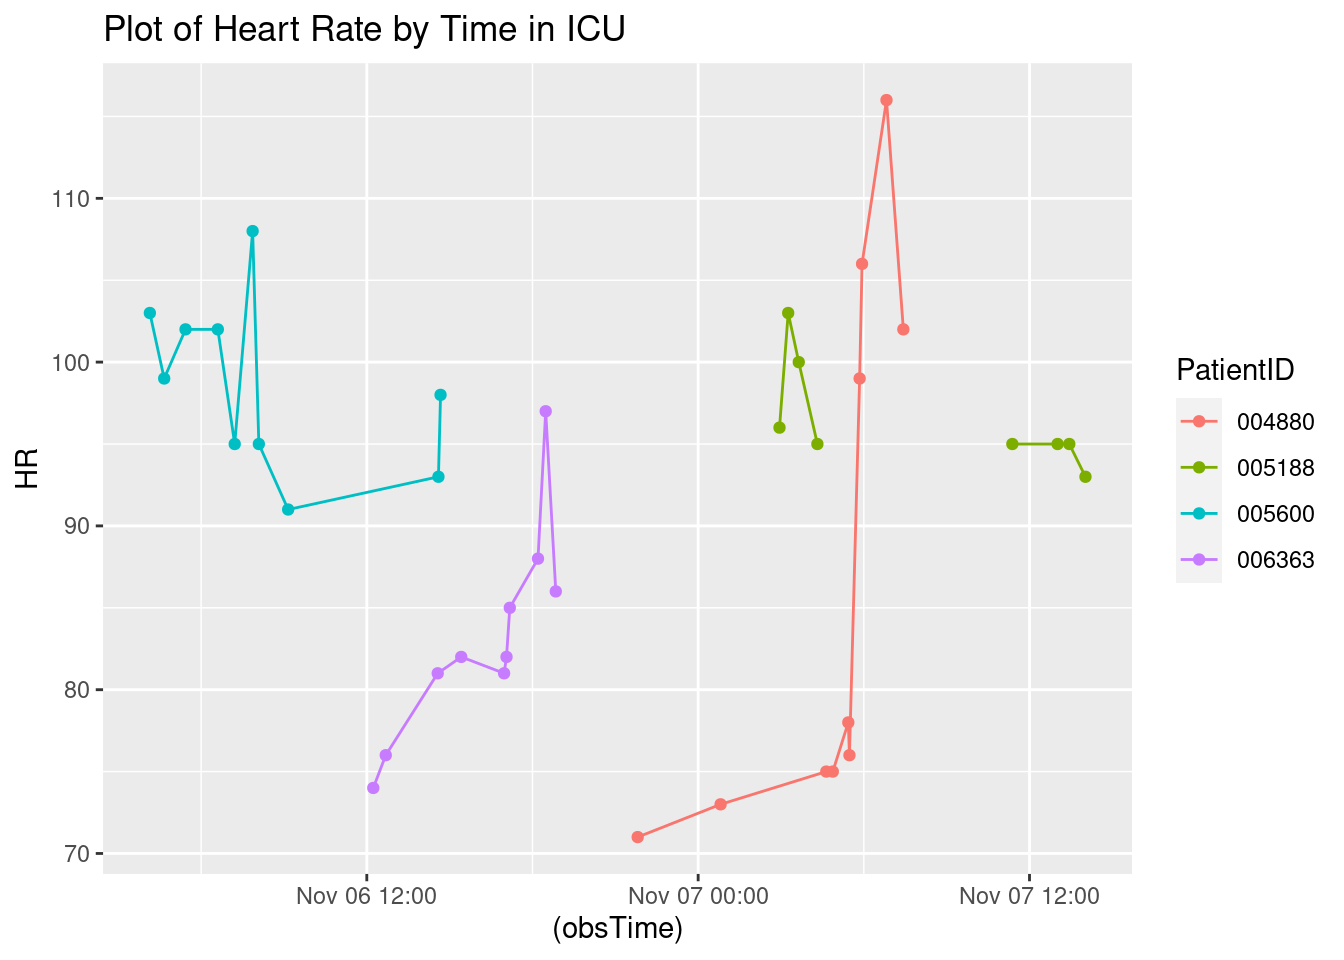 Plot of Heart Rate by Time in ICU
110
100
90
80
70
HR
Nov 06 12:00
Nov 07 00:00
Nov 07 12:00
(obsTime)
PatientID
004880
005188
005600
006363